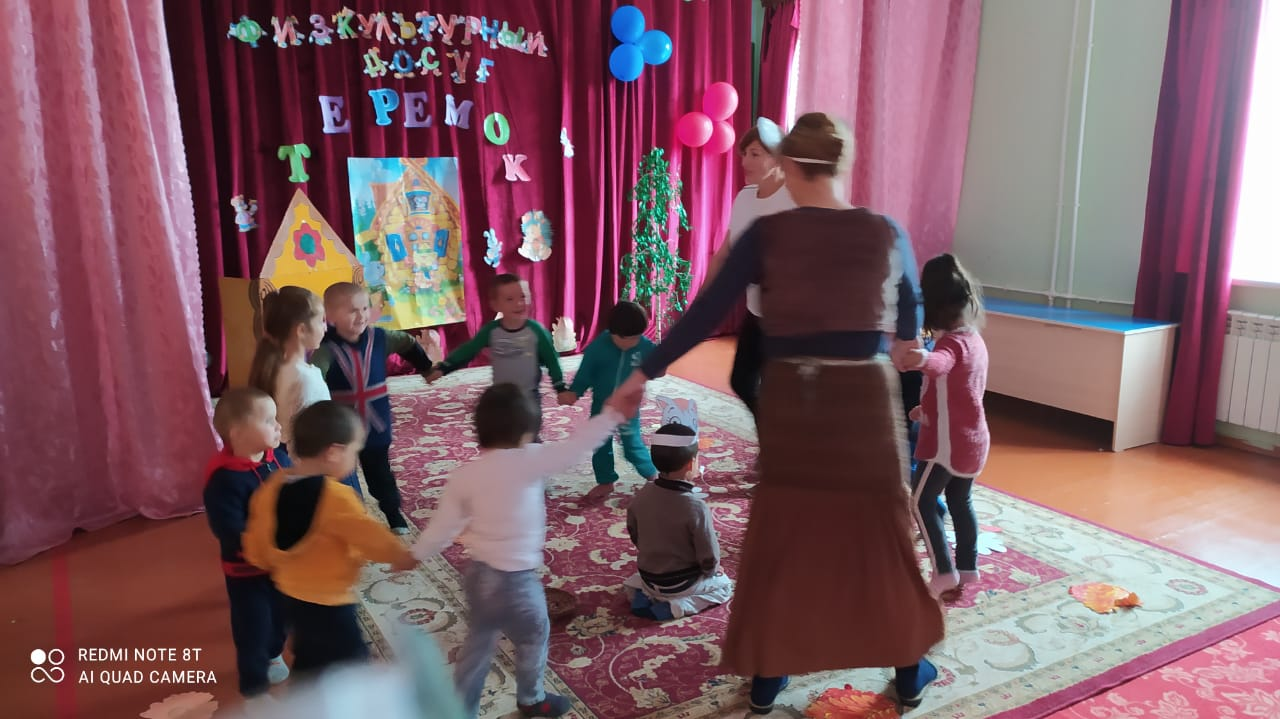 ФИЗКУЛЬТУРНЫЙ
ДОСУГ
ТЕРЕМОК
REDMI NOTE 8T
AI QUAD CAMERA